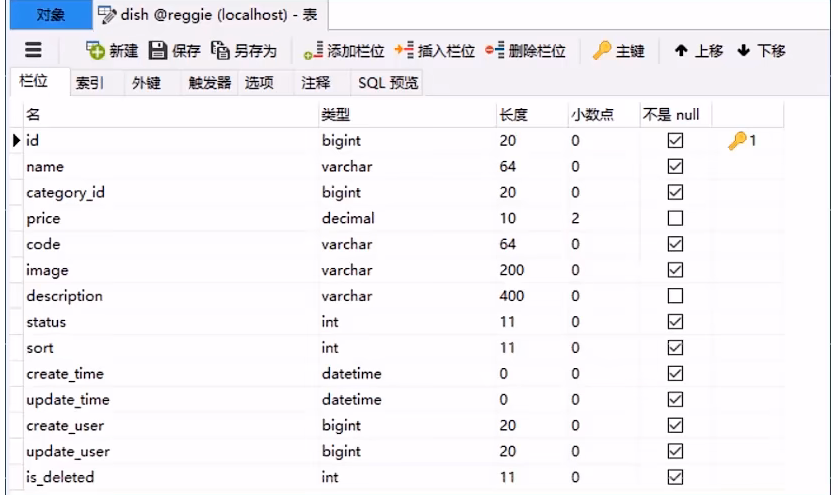 对象 dish @reggie (localhost) - 表
新建 保存 另存为 添加栏位 插入栏位 删除栏位 主键 上移 下移
栏位 索引 外键 触发器 选项 注释 SQL 预览
名 类型 长度 小数点 不是 null
id bigint 20 0 1
name varchar 64 0
category_id bigint 20 0
price decimal 10 2
code varchar 64 0
image varchar 200 0
description varchar 400 0
status int 11 0
sort int 11 0
create_time datetime 0 0
update_time datetime 0 0
create_user bigint 20 0
update_user bigint 20 0
is_deleted int 11 0